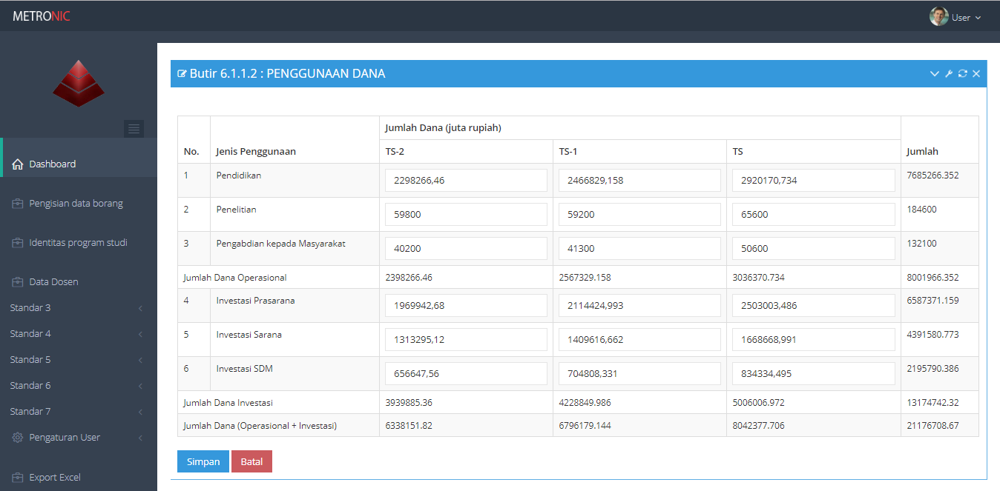 METRONIC
User
Dashboard
Pengisian data borang
Identitas program studi
Data Dosen
Standar 3
Standar 4
Standar 5
Standar 6
Standar 7
Pengaturan User
Export Excel
Butir 6.1.1.2 : PENGGUNAAN DANA
No. Jenis Penggunaan Jumlah Dana (juta rupiah) Jumlah
TS-2 TS-1 TS
1 Pendidikan 2298266,46 2466829,158 2920170,734 7685266.352
2 Penelitian 59800 59200 65600 184600
3 Pengabdian kepada Masyarakat 40200 41300 50600 132100
Jumlah Dana Operasional 2398266.46 2567329.158 3036370.734 8001966.352
4 Investasi Prasarana 1969942,68 2114424,993 2503003,486 6587371.159
5 Investasi Sarana 1313295,12 1409616,662 1668668,991 4391580.773
6 Investasi SDM 656647,56 704808,331 834334,495 2195790.386
Jumlah Dana Investasi 3939885.36 4228849.986 5006006.972 13174742.32
Jumlah Dana (Operasional + Investasi) 6338151.82 6796179.144 8042377.706 21176708.67
Simpan Batal